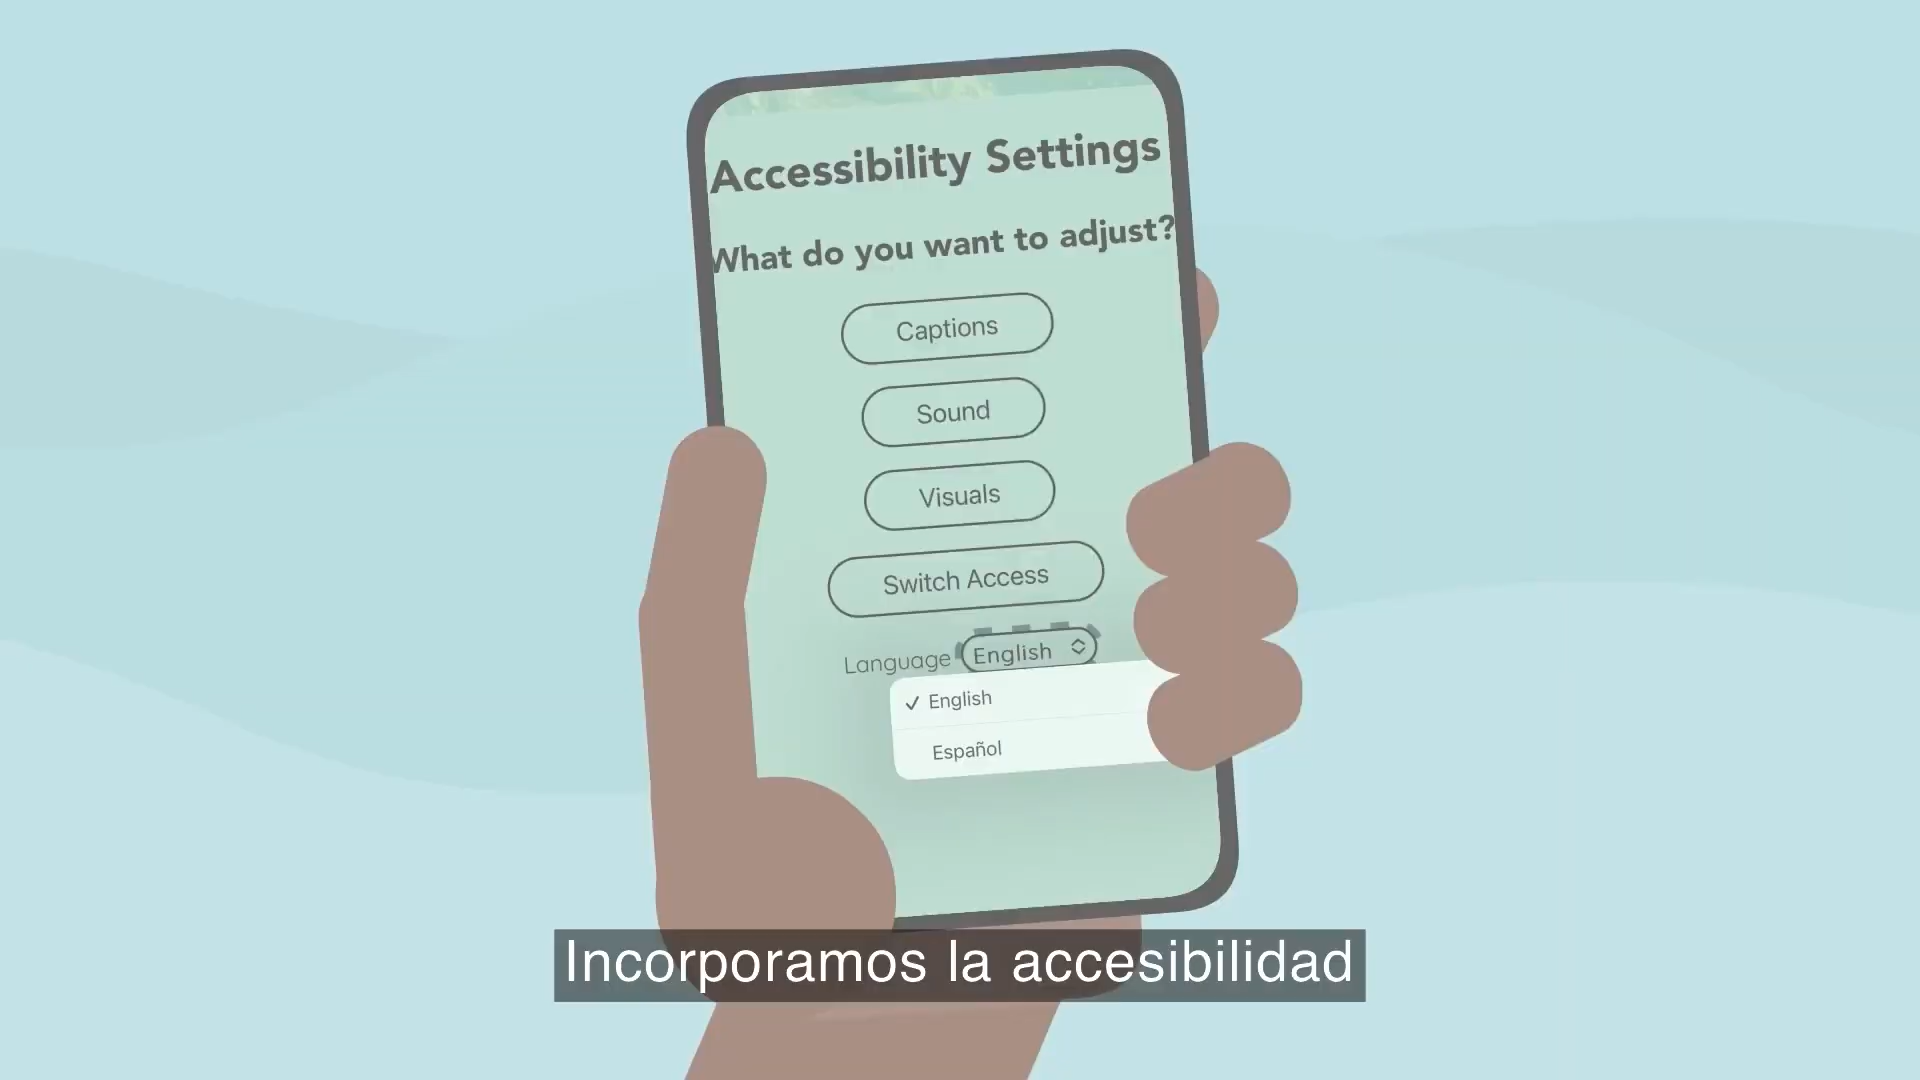 Accessibility Settings
What do you want to adjust?
Captions
Sound
Visuals
Switch Access
Language English
English
Español
Incorporamos la accesibilidad